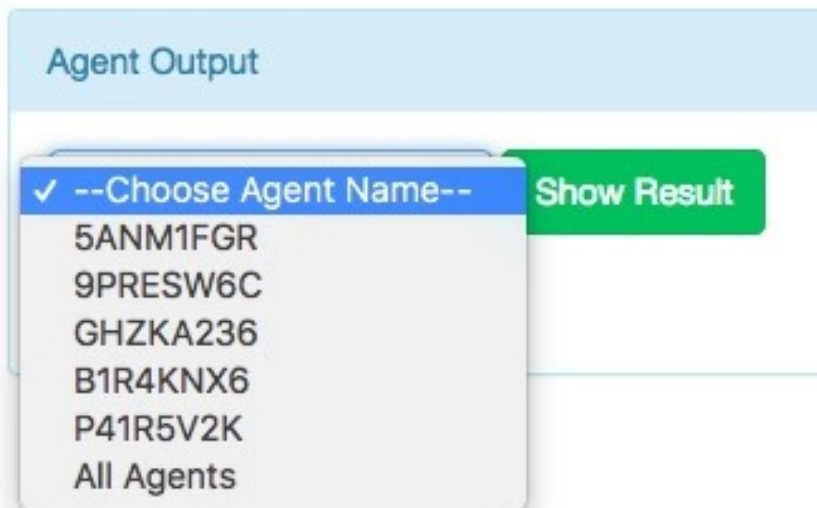 Agent Output
✓ --Choose Agent Name--
Show Result
5ANM1FGR
9PRESW6C
GHZKA236
B1R4KNX6
P41R5V2K
All Agents